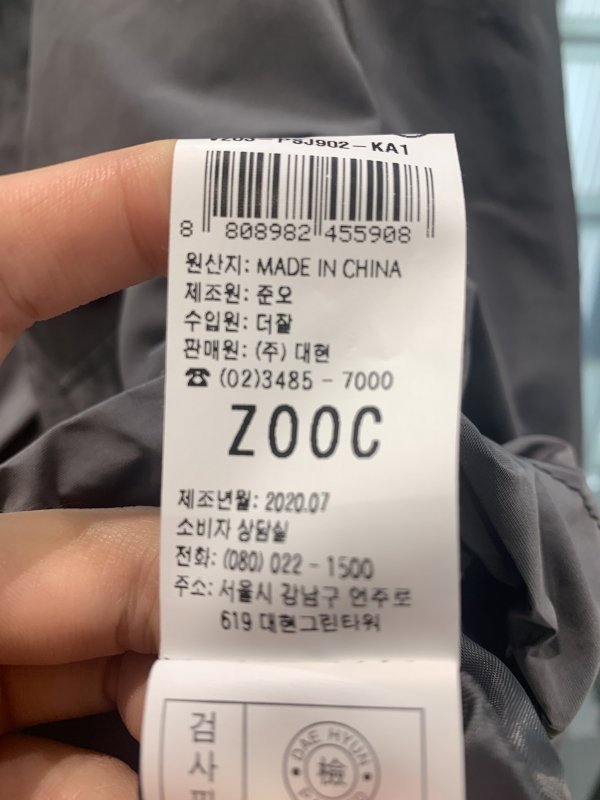 PSJ902-KA1
8 808982 455908
원산지: MADE IN CHINA
제조원: 준오
수입원: 더잘
판매원: (주) 대현
☎ (02)3485 - 7000
ZOOC
제조년월: 2020.07
소비자 상담실
전화: (080) 022 - 1500
주소: 서울시 강남구 언주로
619 대현그린타워
검
사
DAE HYUN
檢